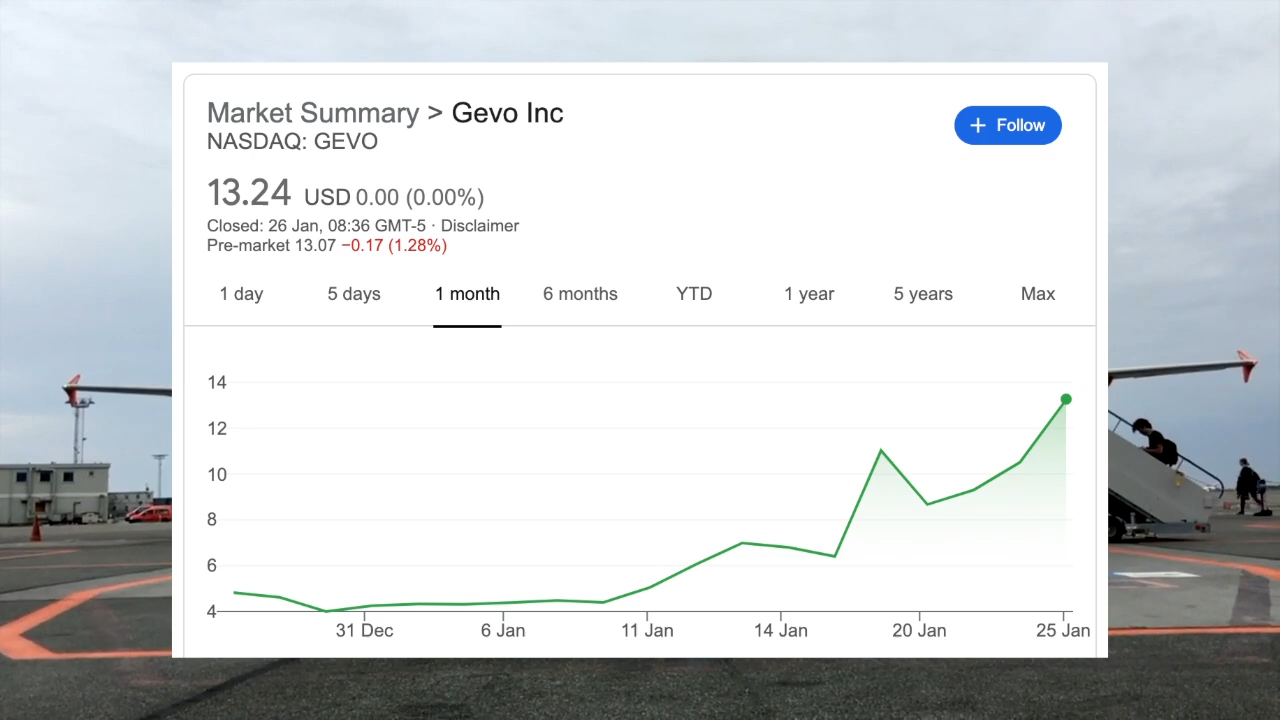 Market Summary > Gevo Inc
NASDAQ: GEVO
+ Follow
13.24 USD 0.00 (0.00%)
Closed: 26 Jan, 08:36 GMT-5 · Disclaimer
Pre-market 13.07 −0.17 (1.28%)
1 day 5 days 1 month 6 months YTD 1 year 5 years Max
14
12
10
8
6
4
31 Dec 6 Jan 11 Jan 14 Jan 20 Jan 25 Jan